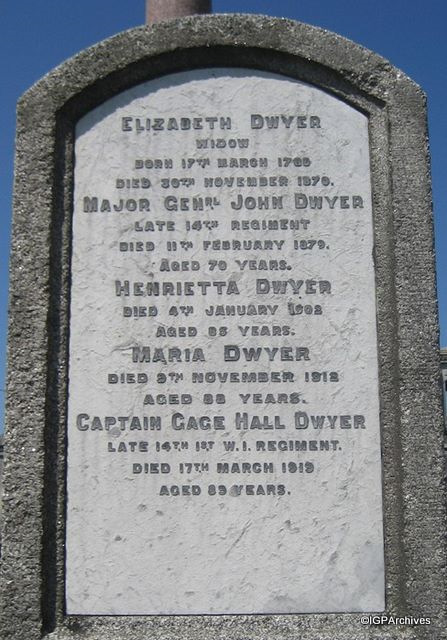 ELIZABETH DWYER
WIDOW
BORN 17TH MARCH
DIED 30TH NOVEMBER 1870.
MAJOR GENRL JOHN DWYER
LATE 14TH REGIMENT
DIED 11TH FEBRUARY 1879.
AGED 70 YEARS.
HENRIETTA DWYER
DIED 4TH JANUARY 1902
AGED 85 YEARS.
MARIA DWYER
DIED 9TH NOVEMBER 1912
AGED 88 YEARS.
CAPTAIN GAGE HALL DWYER
LATE 14TH 1ST W.I. REGIMENT.
DIED 17TH MARCH 1919
AGED 89 YEARS.
©IGPArchives